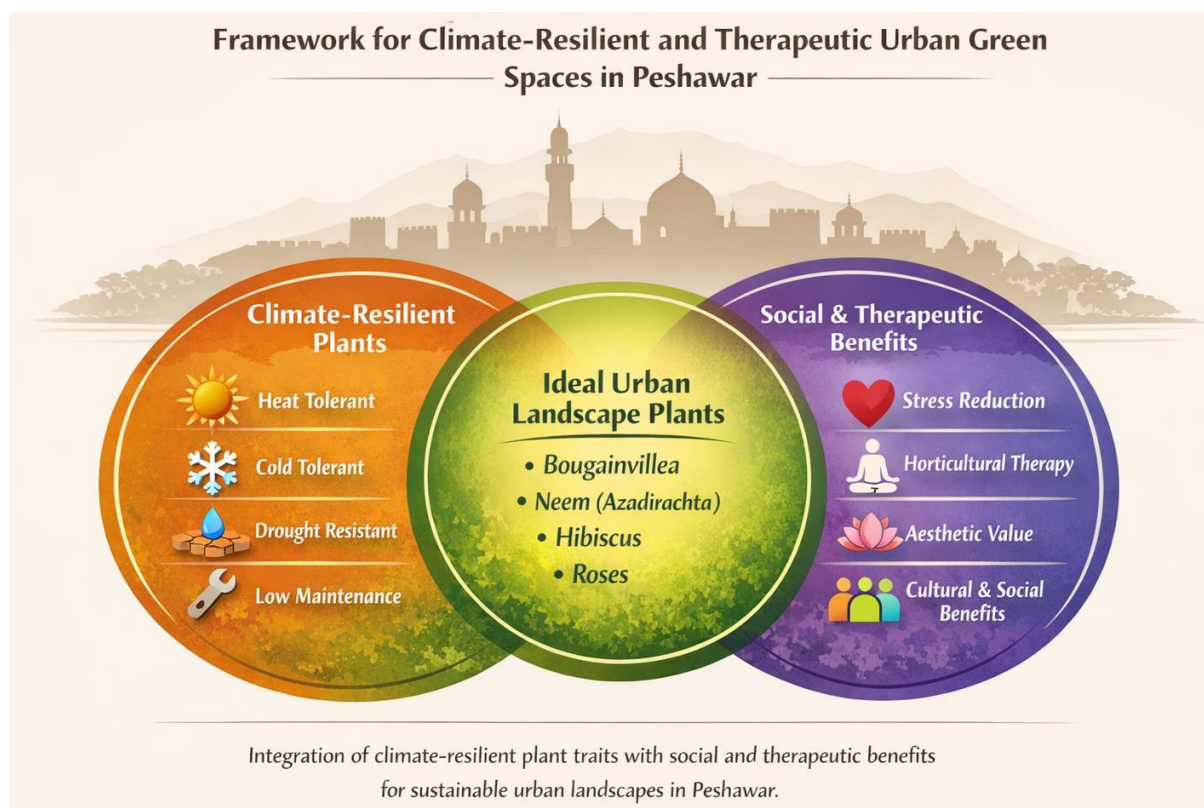 Framework for Climate-Resilient and Therapeutic Urban Green
Spaces in Peshawar
Climate-Resilient
Plants
Heat Tolerant
Cold Tolerant
Drought Resistant
Low Maintenance
Ideal Urban
Landscape Plants
• Bougainvillea
• Neem (Azadirachta)
• Hibiscus
• Roses
Social & Therapeutic
Benefits
Stress Reduction
Horticultural Therapy
Aesthetic Value
Cultural & Social
Benefits
Integration of climate-resilient plant traits with social and therapeutic benefits
for sustainable urban landscapes in Peshawar.